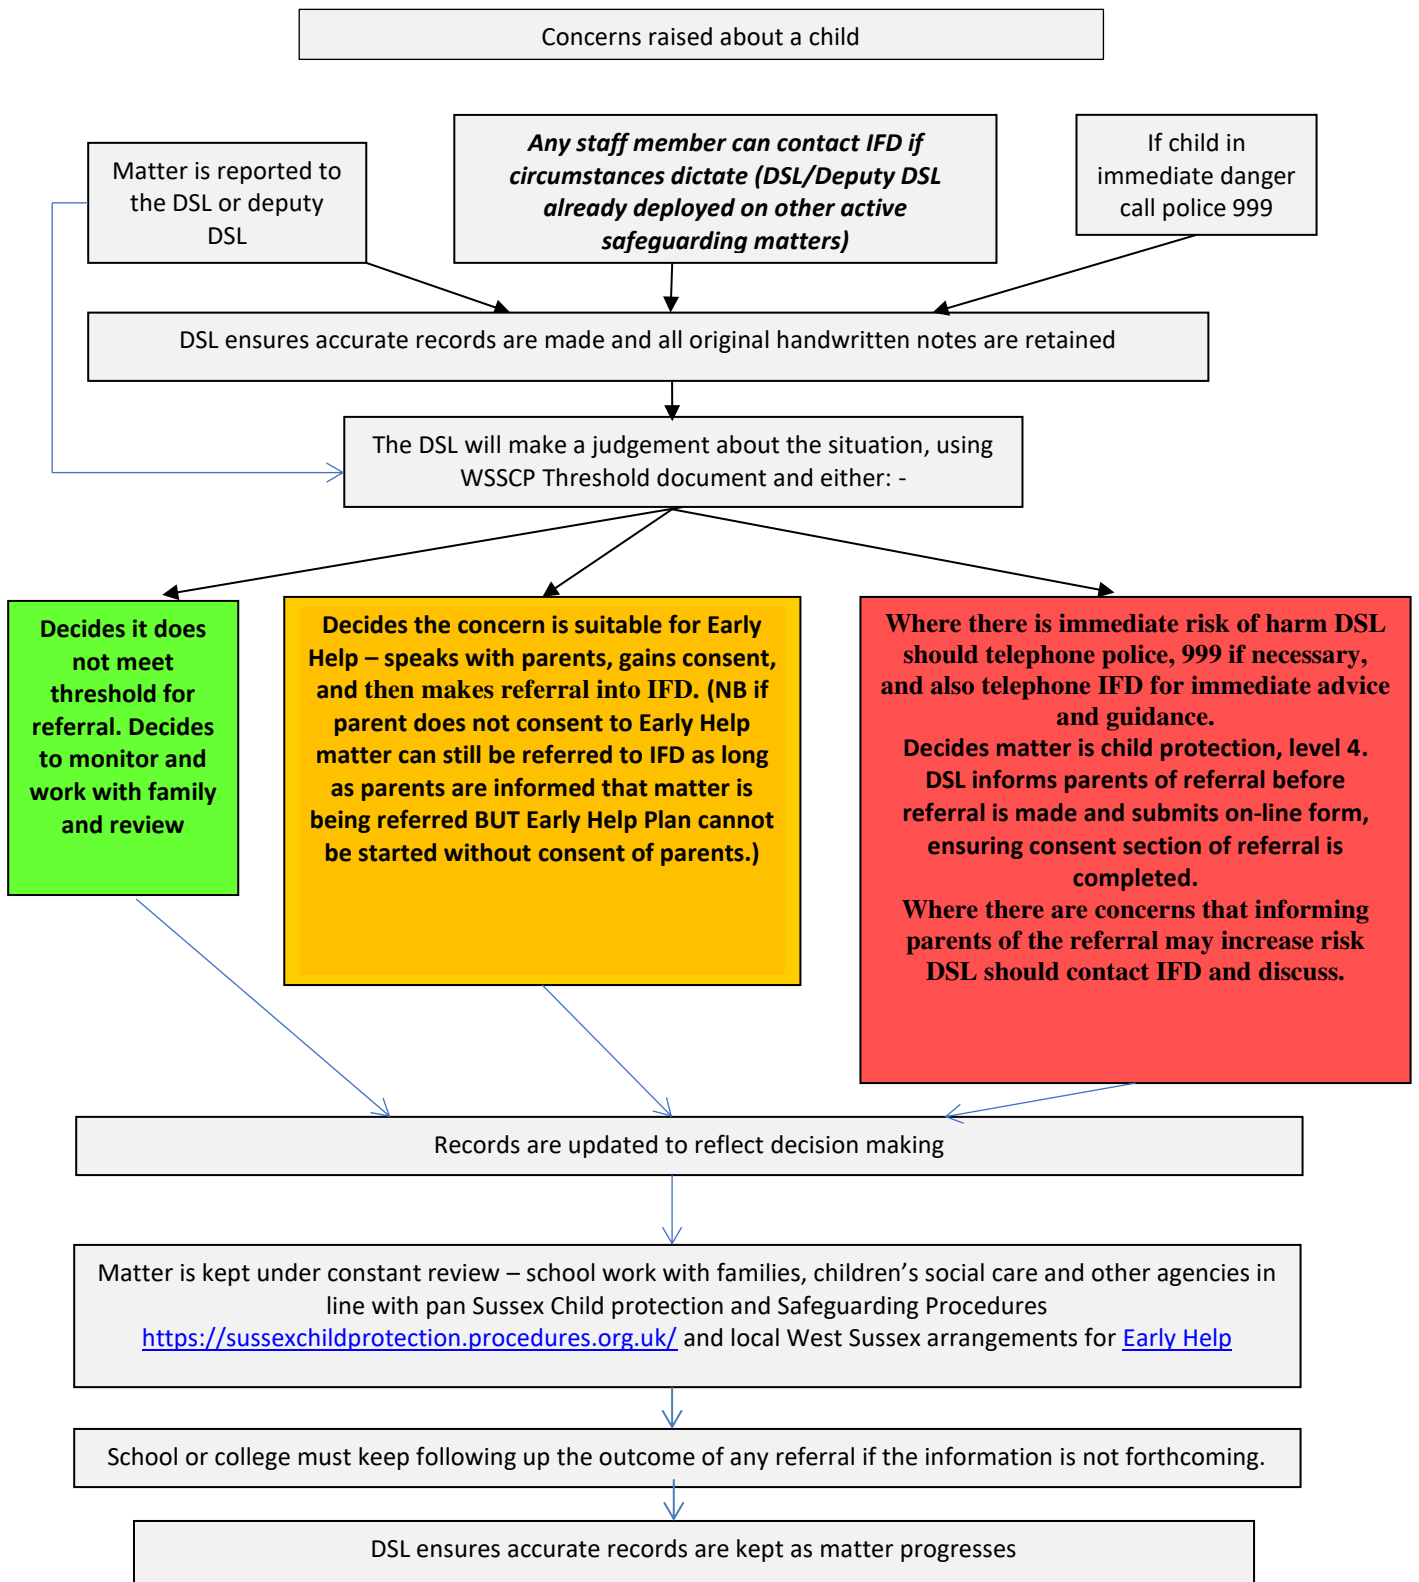 Concerns raised about a child
Matter is reported to
the DSL or deputy
DSL
Any staff member can contact IFD if
circumstances dictate (DSL/Deputy DSL
already deployed on other active
safeguarding matters)
If child in
immediate danger
call police 999
DSL ensures accurate records are made and all original handwritten notes are retained
The DSL will make a judgement about the situation, using
WSSCP Threshold document and either: -
Decides it does
not meet
threshold for
referral. Decides
to monitor and
work with family
and review
Decides the concern is suitable for Early
Help – speaks with parents, gains consent,
and then makes referral into IFD. (NB if
parent does not consent to Early Help
matter can still be referred to IFD as long
as parents are informed that matter is
being referred BUT Early Help Plan cannot
be started without consent of parents.)
Where there is immediate risk of harm DSL
should telephone police, 999 if necessary,
and also telephone IFD for immediate advice
and guidance.
Decides matter is child protection, level 4.
DSL informs parents of referral before
referral is made and submits on-line form,
ensuring consent section of referral is
completed.
Where there are concerns that informing
parents of the referral may increase risk
DSL should contact IFD and discuss.
Records are updated to reflect decision making
Matter is kept under constant review – school work with families, children’s social care and other agencies in
line with pan Sussex Child protection and Safeguarding Procedures
https://sussexchildprotection.procedures.org.uk/ and local West Sussex arrangements for Early Help
School or college must keep following up the outcome of any referral if the information is not forthcoming.
DSL ensures accurate records are kept as matter progresses